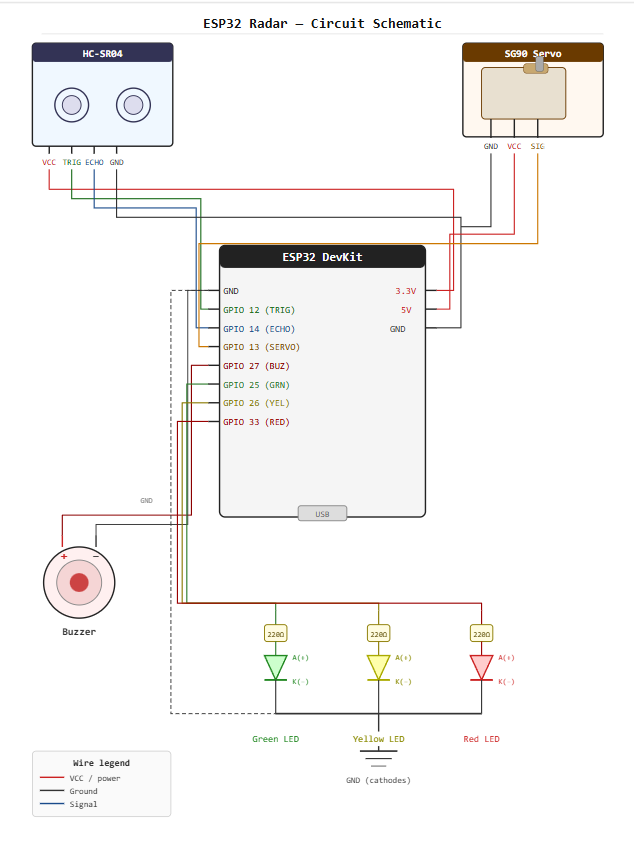 ESP32 Radar — Circuit Schematic
HC-SR04
SG90 Servo
VCC TRIG ECHO GND
GND VCC SIG
ESP32 DevKit
GND
3.3V
GPIO 12 (TRIG)
5V
GPIO 14 (ECHO)
GND
GPIO 13 (SERVO)
GPIO 27 (BUZ)
GPIO 25 (GRN)
GPIO 26 (YEL)
GPIO 33 (RED)
GND
USB
+ −
Buzzer
220Ω 220Ω 220Ω
A(+) A(+) A(+)
K(-) K(-) K(-)
Green LED Yellow LED Red LED
GND (cathodes)
Wire legend
VCC / power
Ground
Signal